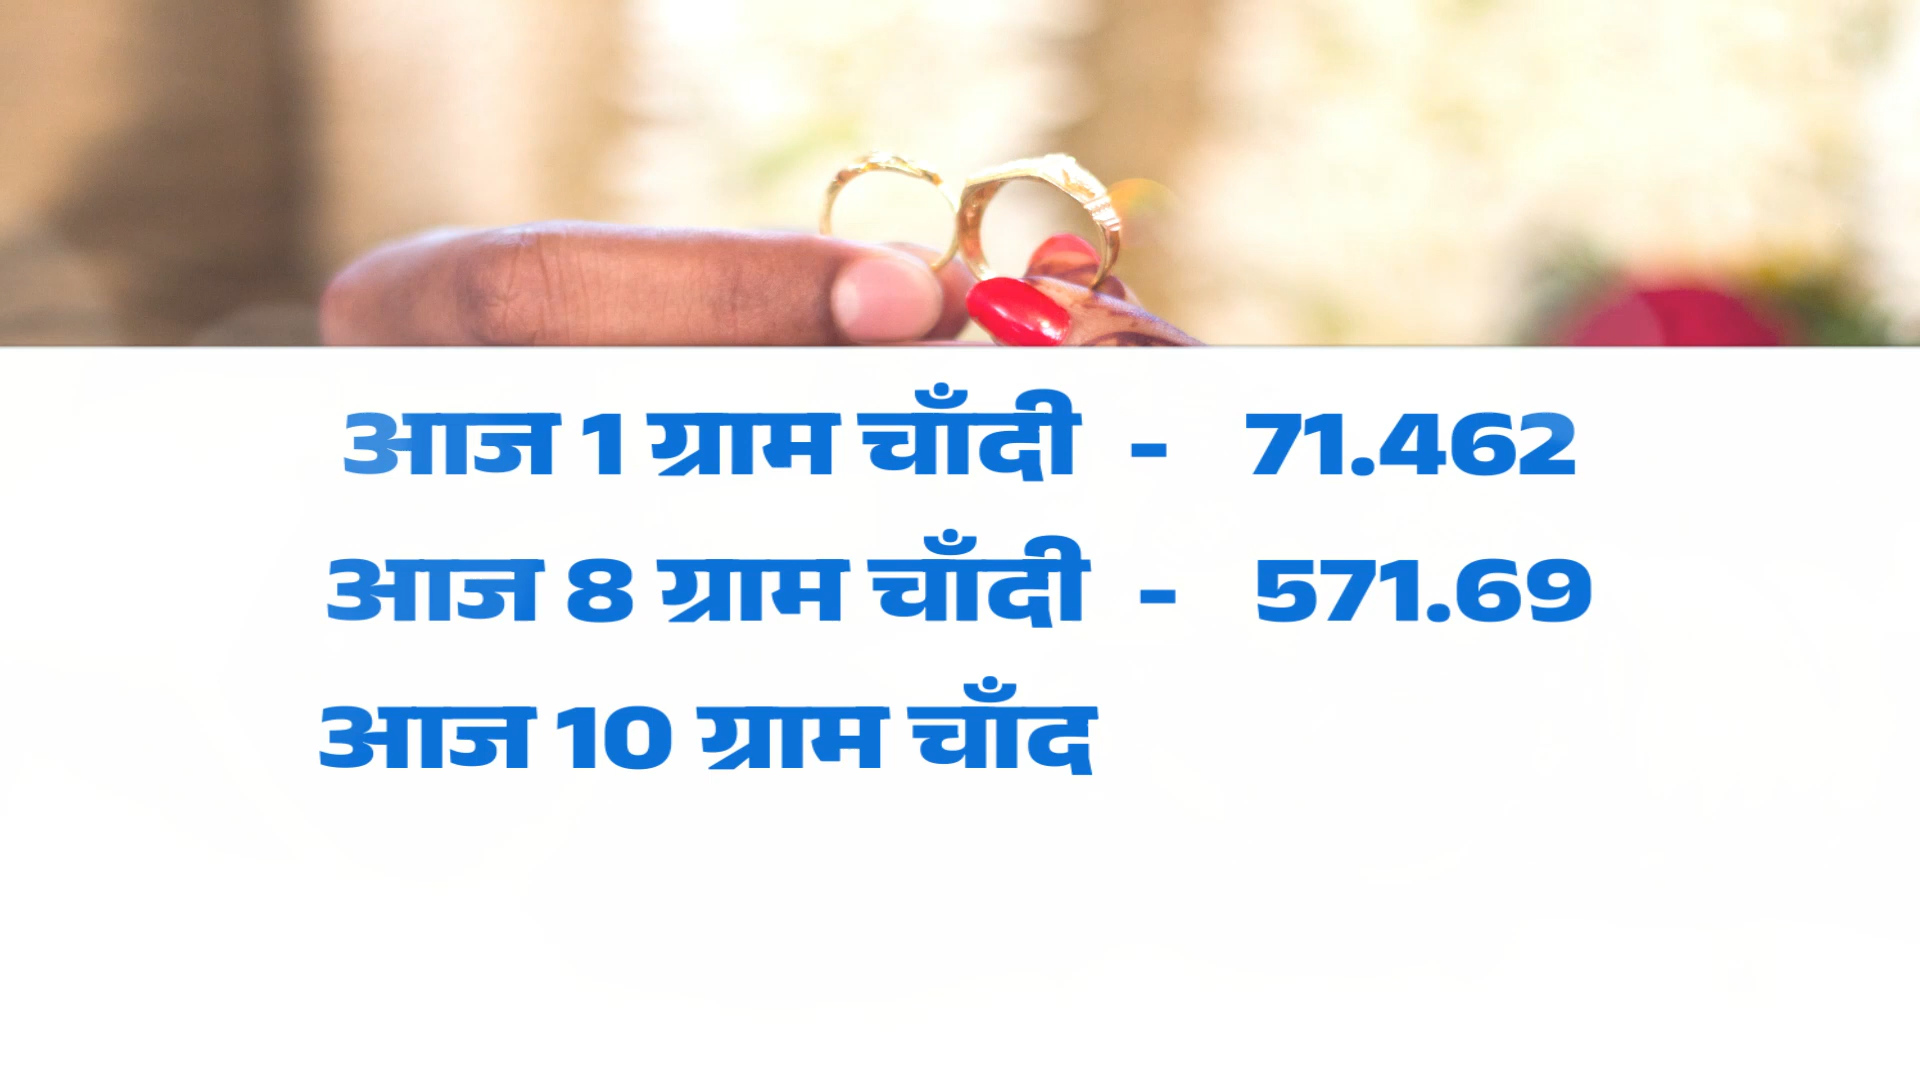 आज 1 ग्राम चाँदी - 71.462
आज 8 ग्राम चाँदी - 571.69
आज 10 ग्राम चाँद